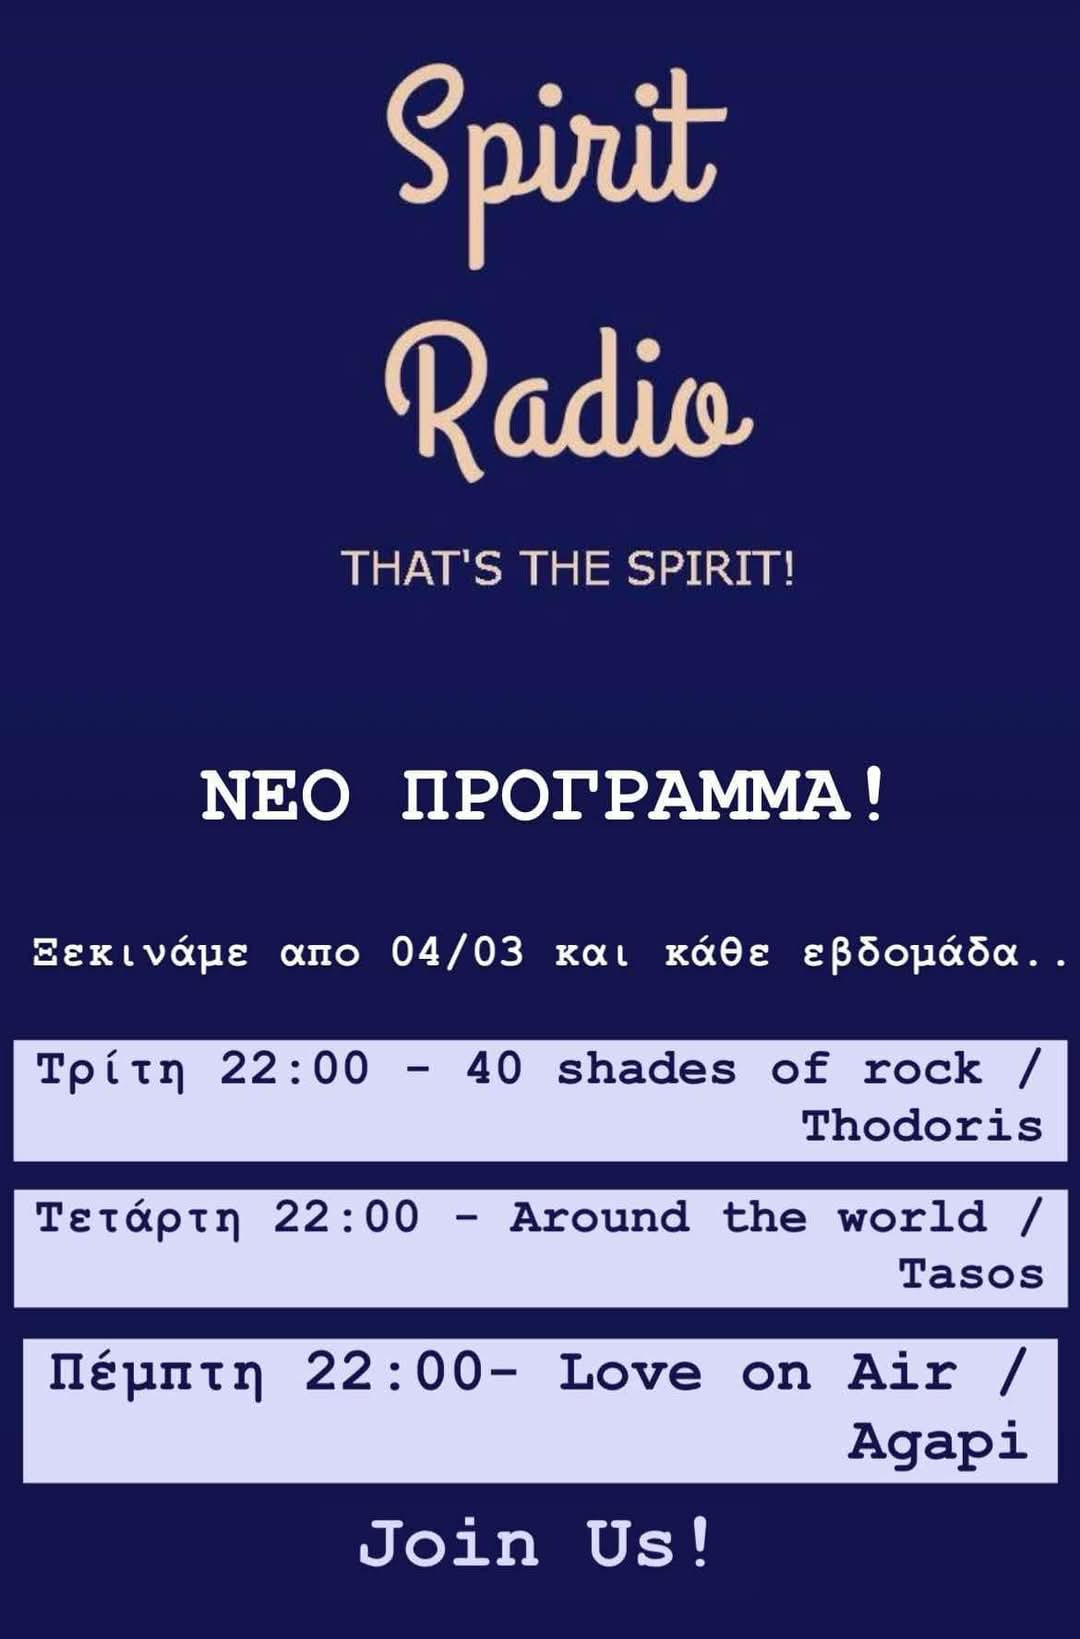 Spirit
Radio
THAT'S THE SPIRIT!
ΝΕΟ ΠΡΟΓΡΑΜΜΑ!
Ξεκινάμε απο 04/03 και κάθε εβδομάδα..
Τρίτη 22:00 - 40 shades of rock /
Thodoris
Τετάρτη 22:00 - Around the world /
Tasos
Πέμπτη 22:00- Love on Air /
Agapi
Join Us!